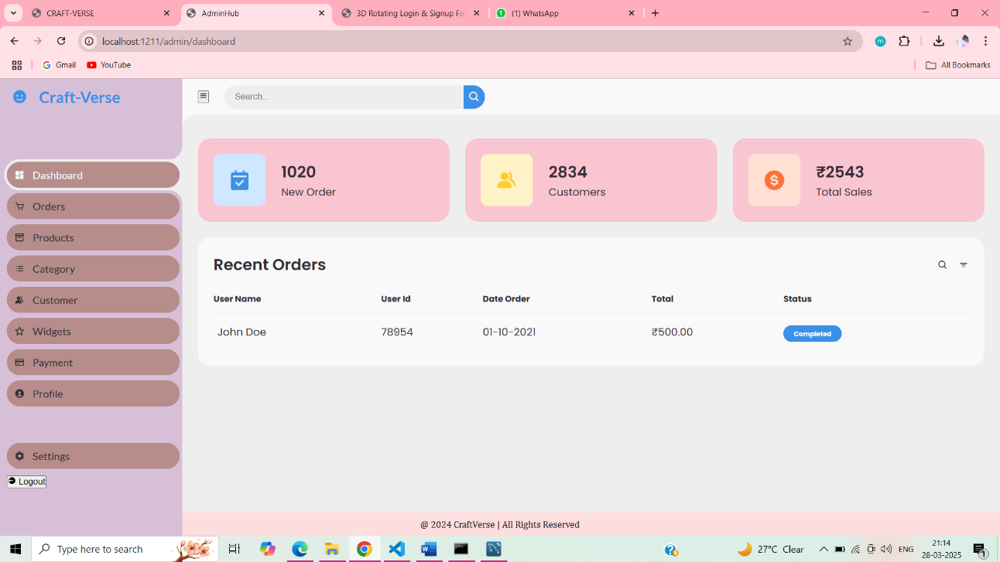 CRAFT-VERSE
AdminHub
3D Rotating Login & Signup Fo
(1) WhatsApp
localhost:1211/admin/dashboard
Gmail
YouTube
All Bookmarks
Craft-Verse
Search...
Dashboard
Orders
Products
Category
Customer
Widgets
Payment
Profile
Settings
Logout
1020
New Order
2834
Customers
₹2543
Total Sales
Recent Orders
User Name User Id Date Order Total Status
John Doe 78954 01-10-2021 ₹500.00 Completed
@ 2024 CraftVerse | All Rights Reserved
Type here to search
27°C Clear
ENG
21:14
28-03-2025
1